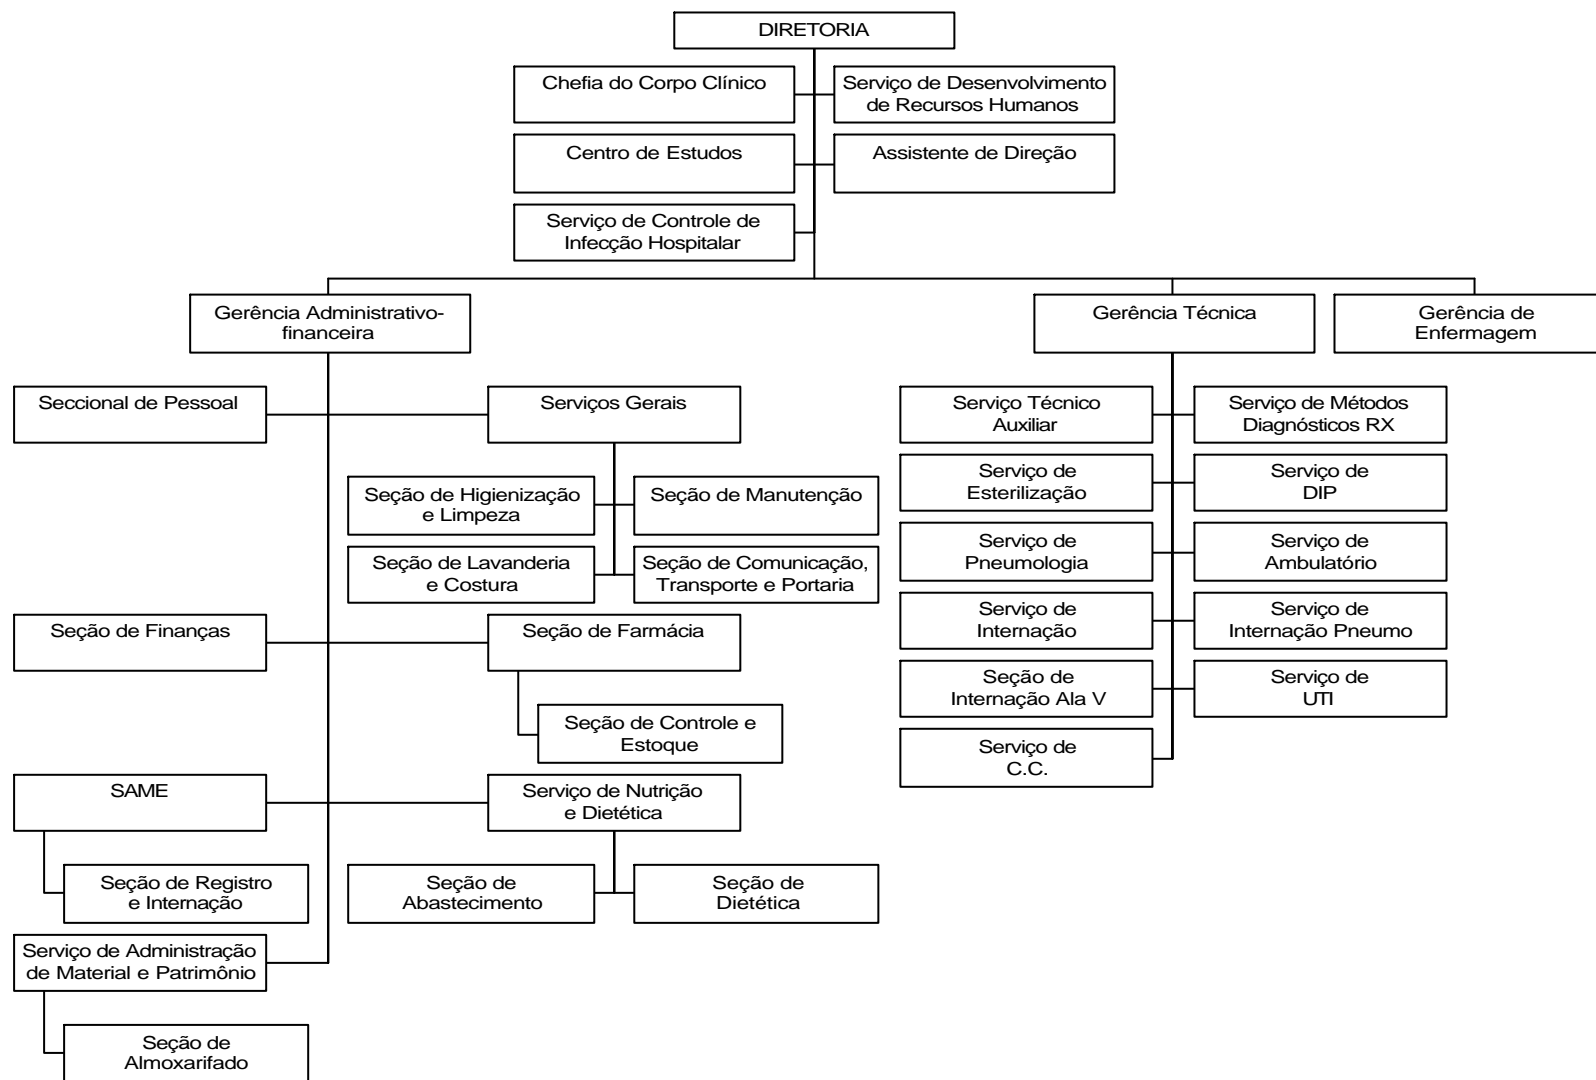 DIRETORIA
Chefia do Corpo Clínico
Serviço de Desenvolvimento
de Recursos Humanos
Centro de Estudos
Assistente de Direção
Serviço de Controle de
Infecção Hospitalar
Gerência Administrativo-
financeira
Gerência Técnica
Gerência de
Enfermagem
Seccional de Pessoal
Serviços Gerais
Seção de Higienização
e Limpeza
Seção de Manutenção
Seção de Lavanderia
e Costura
Seção de Comunicação,
Transporte e Portaria
Seção de Finanças
Seção de Farmácia
Seção de Controle e
Estoque
SAME
Serviço de Nutrição
e Dietética
Seção de Registro
e Internação
Seção de
Abastecimento
Seção de
Dietética
Serviço de Administração
de Material e Patrimônio
Seção de
Almoxarifado
Serviço Técnico
Auxiliar
Serviço de Métodos
Diagnósticos RX
Serviço de
Esterilização
Serviço de
DIP
Serviço de
Pneumologia
Serviço de
Ambulatório
Serviço de
Internação
Serviço de
Internação Pneumo
Seção de
Internação Ala V
Serviço de
UTI
Serviço de
C.C.